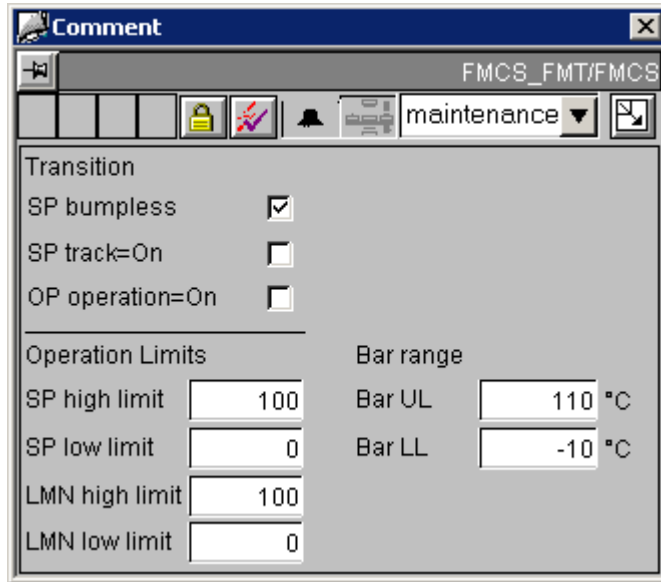 Comment
FMCS_FMT/FMCS
maintenance
Transition
SP bumpless
SP track=On
OP operation=On
Operation Limits
Bar range
SP high limit 100
Bar UL 110 °C
SP low limit 0
Bar LL -10 °C
LMN high limit 100
LMN low limit 0